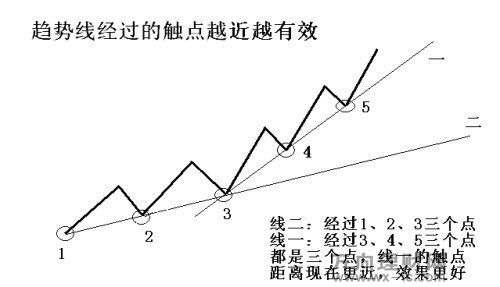 趋势线经过的触点越近越有效
一
二
5
4
3
2
1
线二：经过1、2、3三个点
线一：经过3、4、5三个点
都是三个点，线一的触点
距离现在更近，效果更好